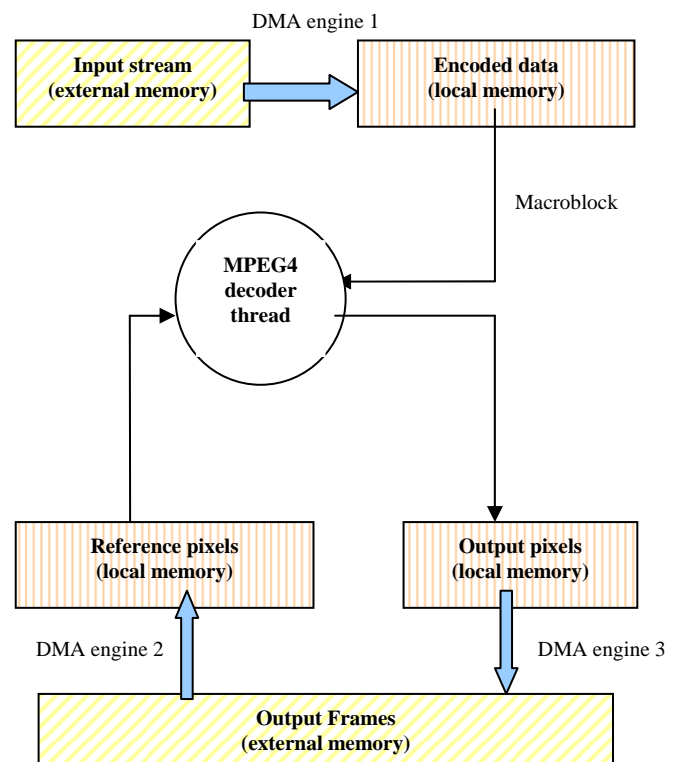 DMA engine 1
Input stream
(external memory)
Encoded data
(local memory)
Macroblock
MPEG4
decoder
thread
Reference pixels
(local memory)
Output pixels
(local memory)
DMA engine 2
DMA engine 3
Output Frames
(external memory)